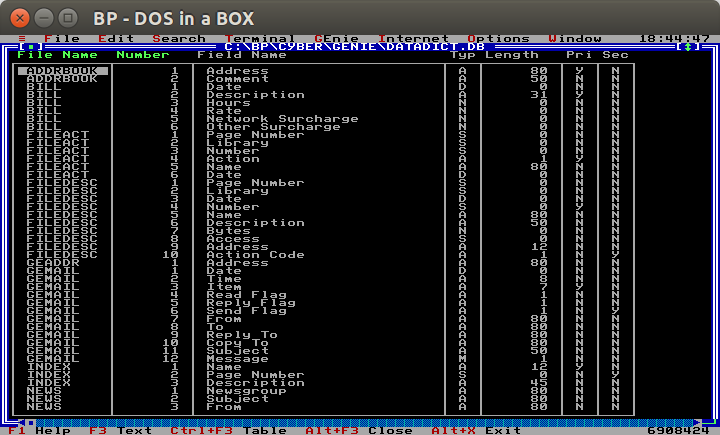 BP - DOS in a BOX
≡ File Edit Search Terminal GEnie Internet Options Window 18:44:47
[▪] C:\BP\CYBER\GENIE\DATADICT.DB [↕]
File Name Number Field Name Typ Length Pri Sec
ADDRBOOK 1 Address A 80 Y N
ADDRBOOK 2 Comment A 50 N N
BILL 1 Date D 0 N N
BILL 2 Description A 31 Y N
BILL 3 Hours N 0 N N
BILL 4 Rate N 0 N N
BILL 5 Network Surcharge N 0 N N
BILL 6 Other Surcharge N 0 N N
FILEACT 1 Page Number S 0 N N
FILEACT 2 Library S 0 N N
FILEACT 3 Number S 0 N N
FILEACT 4 Action A 1 Y N
FILEACT 5 Name A 80 N N
FILEACT 6 Date D 0 N N
FILEDESC 1 Page Number S 0 N N
FILEDESC 2 Library S 0 N N
FILEDESC 3 Date D 0 N N
FILEDESC 4 Number S 0 Y N
FILEDESC 5 Name A 80 N N
FILEDESC 6 Description A 50 N N
FILEDESC 7 Bytes N 0 N N
FILEDESC 8 Access S 0 N N
FILEDESC 9 Address A 12 N N
FILEDESC 10 Action Code A 1 N Y
GEADDR 1 Address A 80 N N
GEMAIL 1 Date D 0 N N
GEMAIL 2 Time A 8 N N
GEMAIL 3 Item A 7 Y N
GEMAIL 4 Read Flag A 1 N N
GEMAIL 5 Reply Flag A 1 N N
GEMAIL 6 Send Flag A 1 N Y
GEMAIL 7 From A 80 N N
GEMAIL 8 To A 80 N N
GEMAIL 9 Reply To A 80 N N
GEMAIL 10 Copy To A 80 N N
GEMAIL 11 Subject A 50 N N
GEMAIL 12 Message M 1 N N
INDEX 1 Name A 12 Y N
INDEX 2 Page Number S 0 N Y
INDEX 3 Description A 45 N N
NEWS 1 Newsgroup A 80 N N
NEWS 2 Subject A 80 N N
NEWS 3 From A 80 N N
F1 Help F3 Text Ctrl+F3 Table Alt+F3 Close Alt+X Exit 6908424